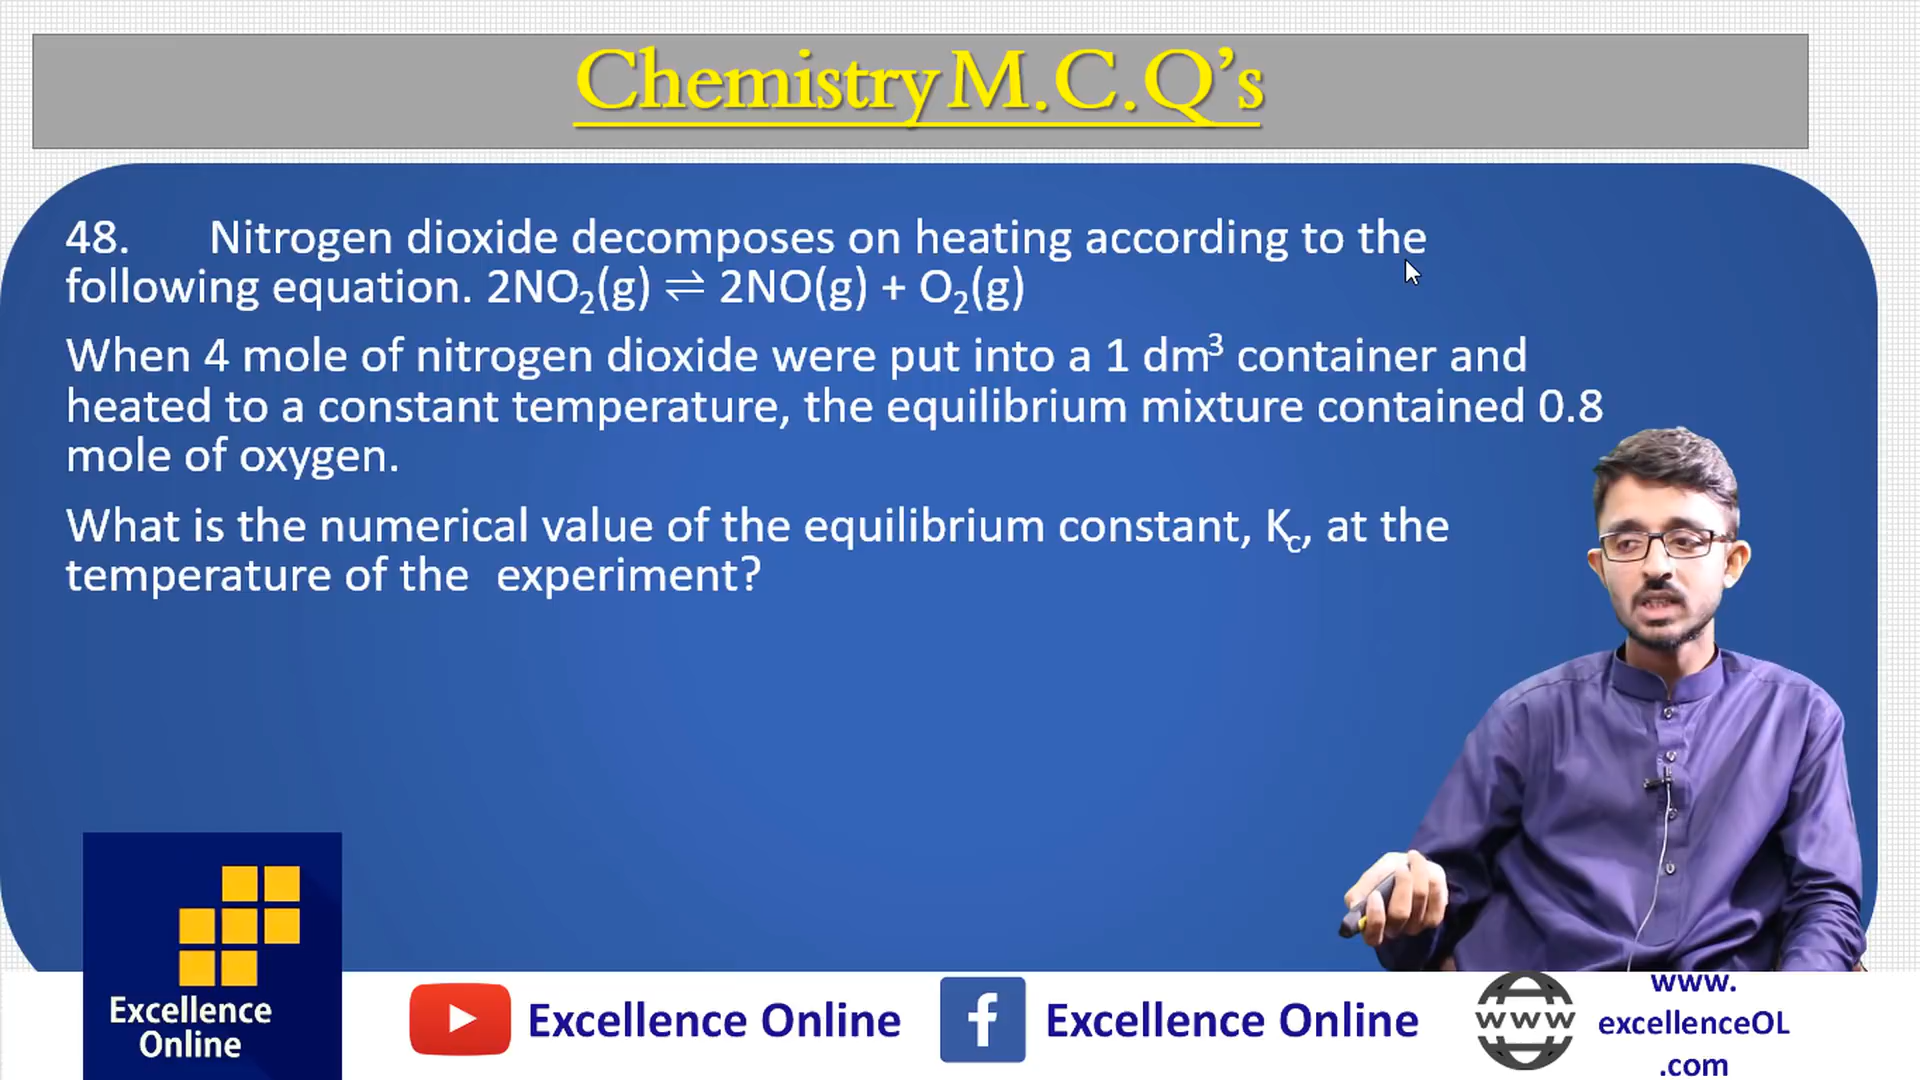 Chemistry M.C.Q’s
48. Nitrogen dioxide decomposes on heating according to the
following equation. 2NO₂(g) ⇌ 2NO(g) + O₂(g)
When 4 mole of nitrogen dioxide were put into a 1 dm³ container and
heated to a constant temperature, the equilibrium mixture contained 0.8
mole of oxygen.
What is the numerical value of the equilibrium constant, Kc, at the
temperature of the experiment?
Excellence
Online
Excellence Online
f
Excellence Online
www
www.
excellenceOL
.com